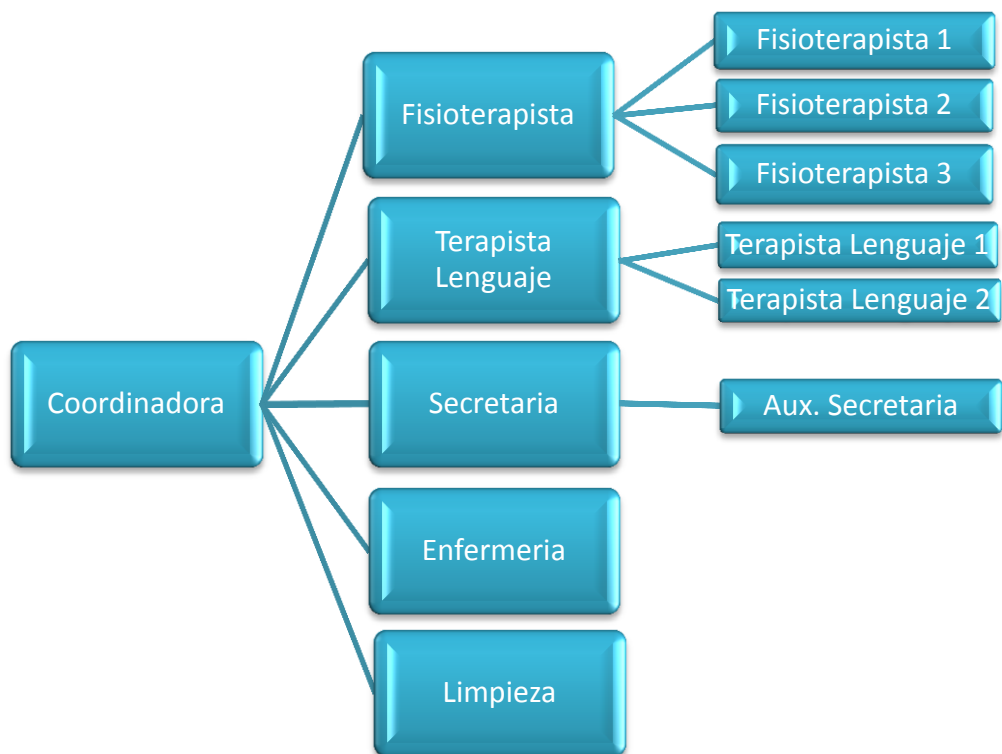 Coordinadora
Fisioterapista
Fisioterapista 1
Fisioterapista 2
Fisioterapista 3
Terapista
Lenguaje
Terapista Lenguaje 1
Terapista Lenguaje 2
Secretaria
Aux. Secretaria
Enfermeria
Limpieza